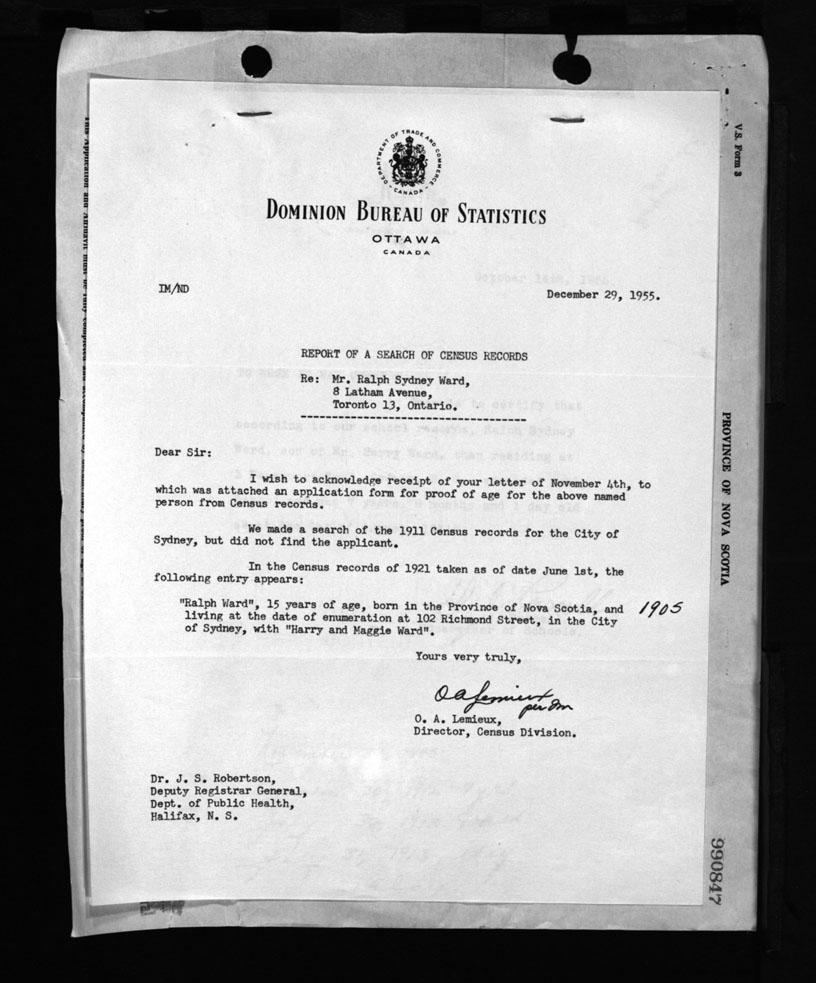 V.S. Form 3
DEPARTMENT OF TRADE AND COMMERCE
CANADA
DOMINION BUREAU OF STATISTICS
OTTAWA
CANADA
IM/ND
December 29, 1955.
REPORT OF A SEARCH OF CENSUS RECORDS
Re: Mr. Ralph Sydney Ward,
8 Latham Avenue,
Toronto 13, Ontario.
Dear Sir:
I wish to acknowledge receipt of your letter of November 4th, to
which was attached an application form for proof of age for the above named
person from Census records.
We made a search of the 1911 Census records for the City of
Sydney, but did not find the applicant.
In the Census records of 1921 taken as of date June 1st, the
following entry appears:
"Ralph Ward", 15 years of age, born in the Province of Nova Scotia, and
living at the date of enumeration at 102 Richmond Street, in the City
of Sydney, with "Harry and Maggie Ward".
1905
Yours very truly,
O A Lemieux
per
O. A. Lemieux,
Director, Census Division.
Dr. J. S. Robertson,
Deputy Registrar General,
Dept. of Public Health,
Halifax, N. S.
PROVINCE OF NOVA SCOTIA
990847